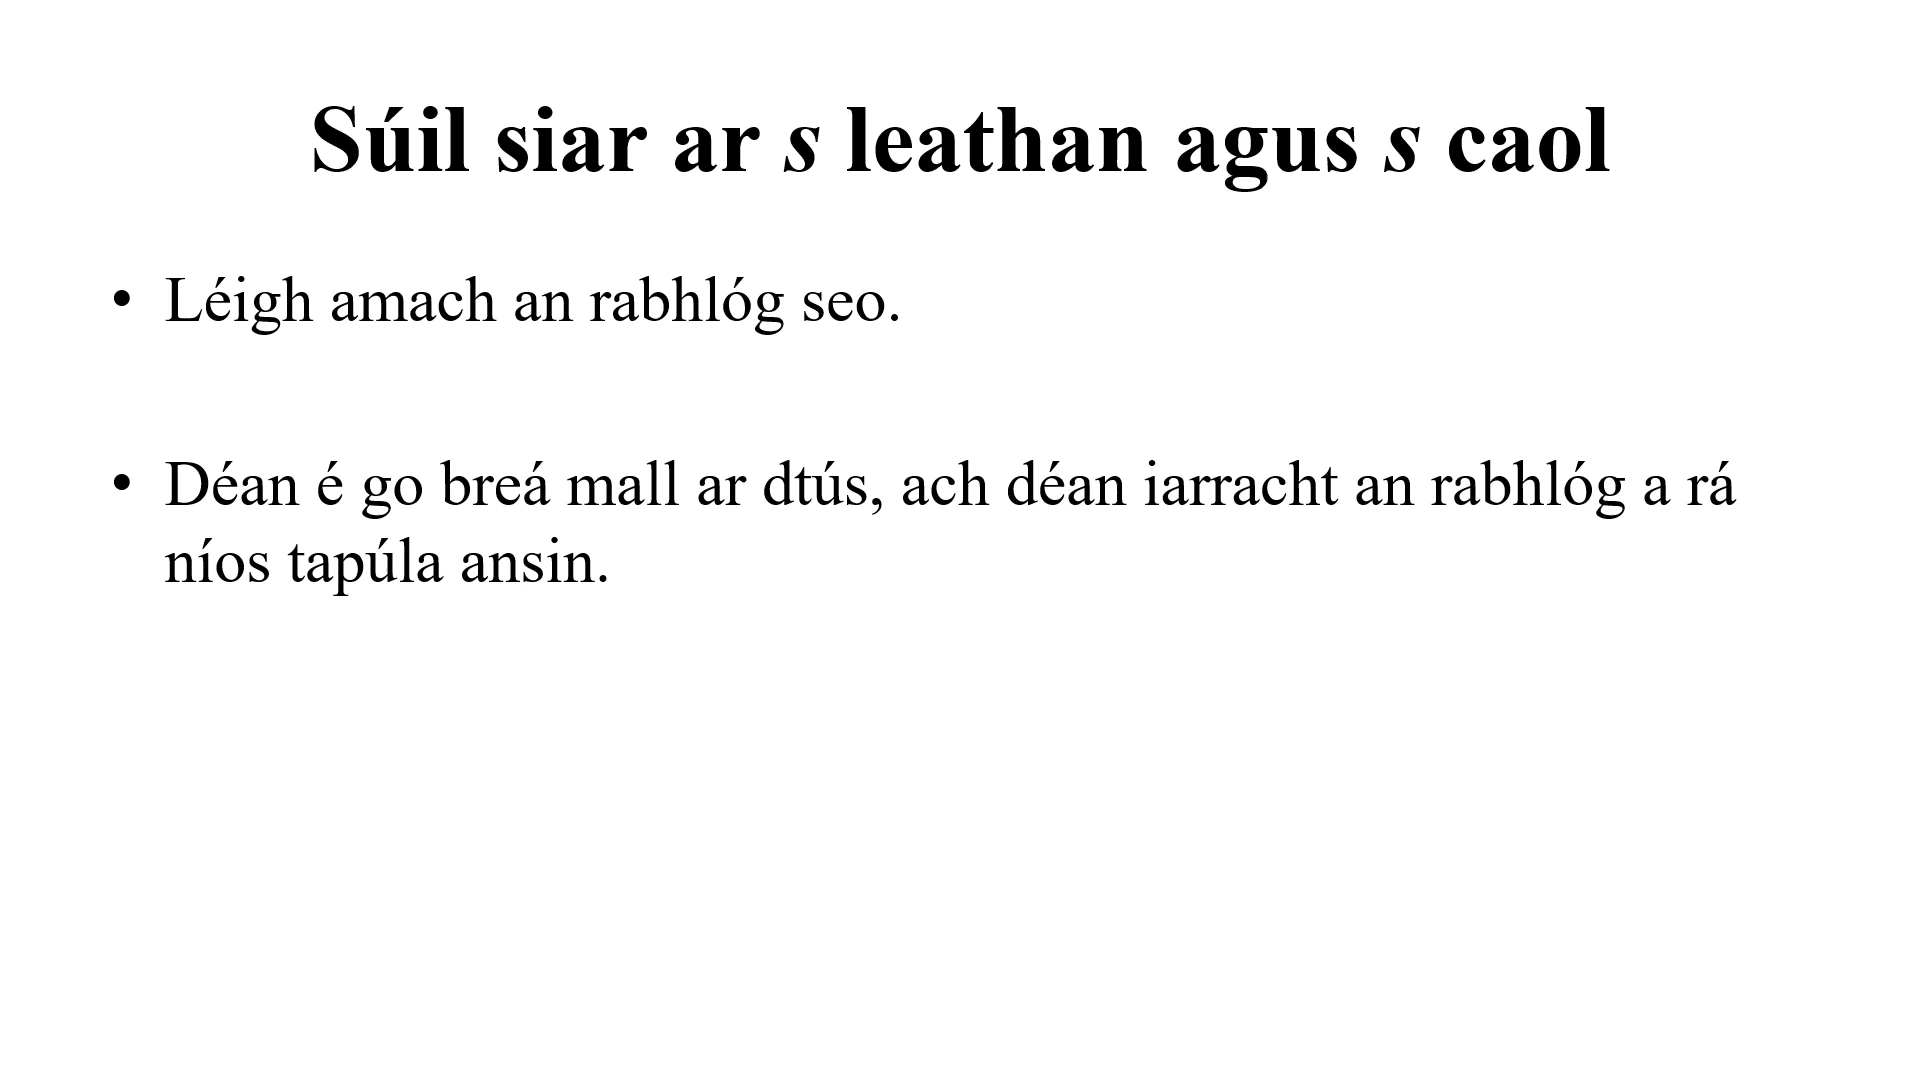 Súil siar ar s leathan agus s caol
• Léigh amach an rabhlóg seo.
• Déan é go breá mall ar dtús, ach déan iarracht an rabhlóg a rá
níos tapúla ansin.